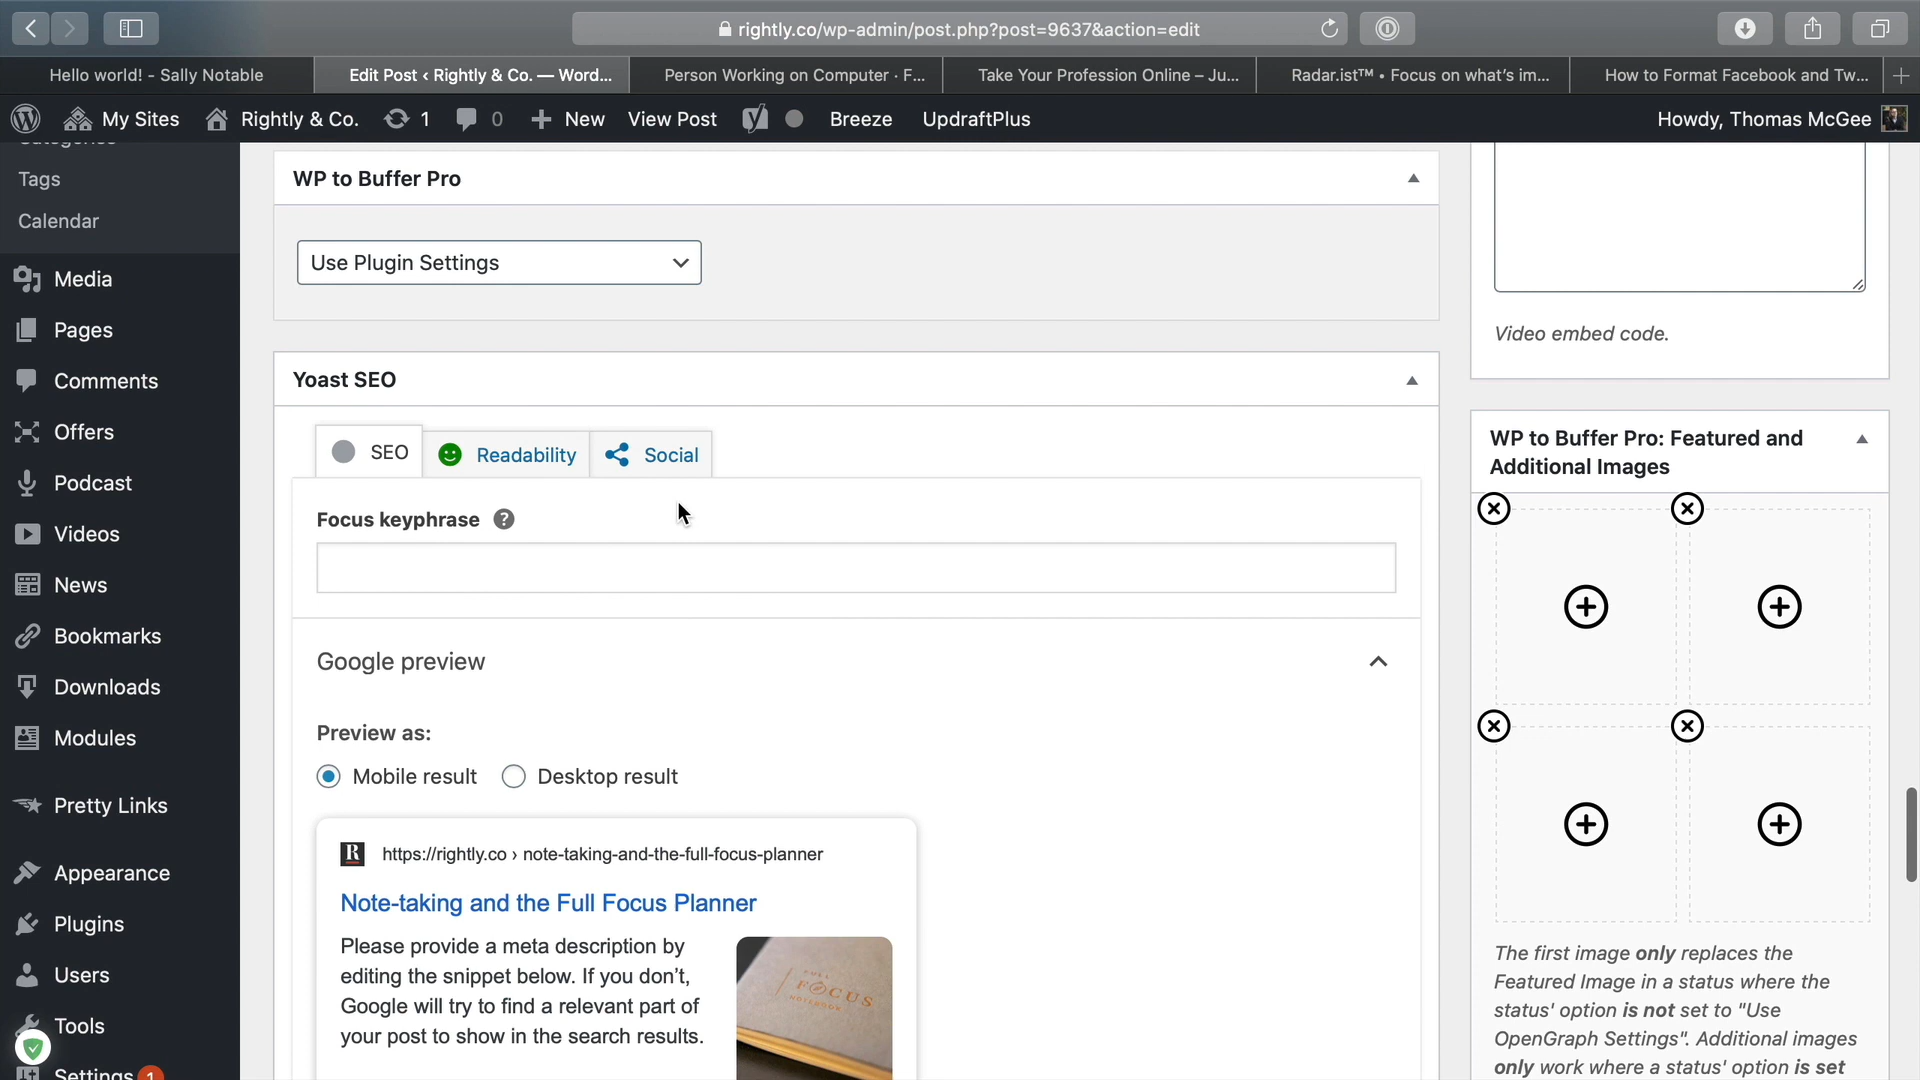 rightly.co/wp-admin/post.php?post=9637&action=edit
Hello world! - Sally Notable
Edit Post ‹ Rightly & Co. — Word...
Person Working on Computer · F...
Take Your Profession Online – Ju...
Radar.ist™ • Focus on what's im...
How to Format Facebook and Tw...
My Sites
Rightly & Co.
1
0
New
View Post
Breeze
UpdraftPlus
Howdy, Thomas McGee
Categories
Tags
Calendar
Media
Pages
Comments
Offers
Podcast
Videos
News
Bookmarks
Downloads
Modules
Pretty Links
Appearance
Plugins
Users
Tools
Settings 1
WP to Buffer Pro
Use Plugin Settings
Yoast SEO
SEO
Readability
Social
Focus keyphrase ?
Google preview
Preview as:
Mobile result
Desktop result
R
https://rightly.co › note-taking-and-the-full-focus-planner
Note-taking and the Full Focus Planner
Please provide a meta description by
editing the snippet below. If you don't,
Google will try to find a relevant part of
your post to show in the search results.
FULL
FOCUS
NOTEBOOK
Video embed code.
WP to Buffer Pro: Featured and
Additional Images
The first image only replaces the
Featured Image in a status where the
status' option is not set to "Use
OpenGraph Settings". Additional images
only work where a status' option is set